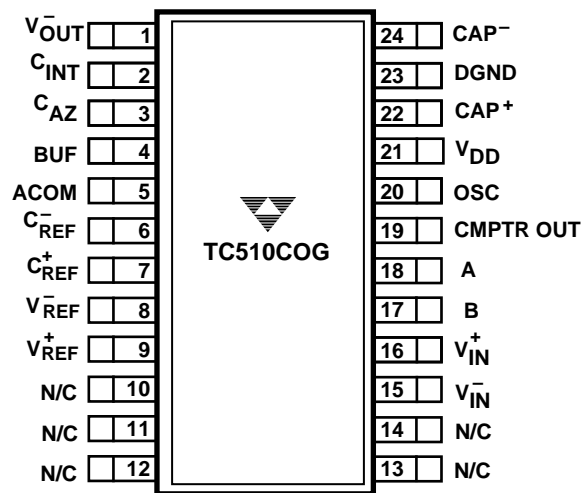 V⁻OUT 1 24 CAP⁻
CINT 2 23 DGND
CAZ 3 22 CAP⁺
BUF 4 21 VDD
ACOM 5 20 OSC
C⁻REF 6 19 CMPTR OUT
C⁺REF 7 18 A
V⁻REF 8 17 B
V⁺REF 9 16 V⁺IN
N/C 10 15 V⁻IN
N/C 11 14 N/C
N/C 12 13 N/C
TC510COG